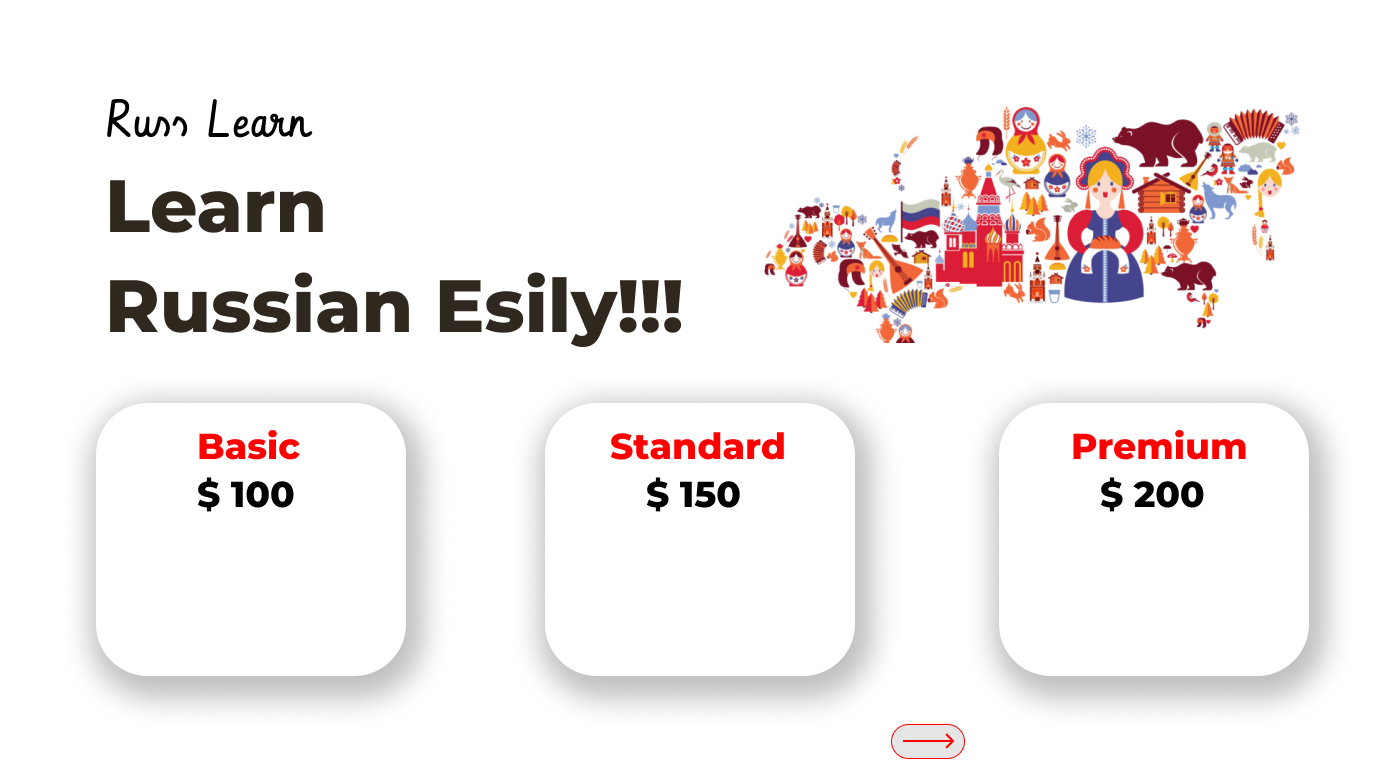 Russ Learn
Learn
Russian Esily!!!
Basic
$ 100
Standard
$ 150
Premium
$ 200